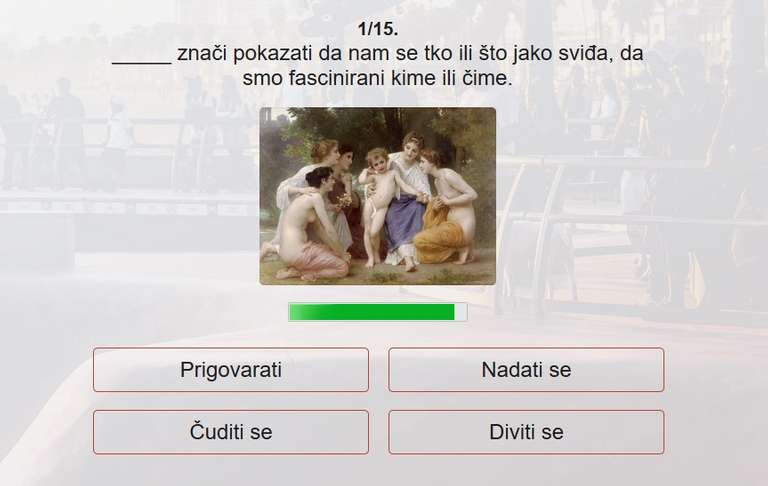 1/15.
______ znači pokazati da nam se tko ili što jako sviđa, da
smo fascinirani kime ili čime.
Prigovarati
Nadati se
Čuditi se
Diviti se